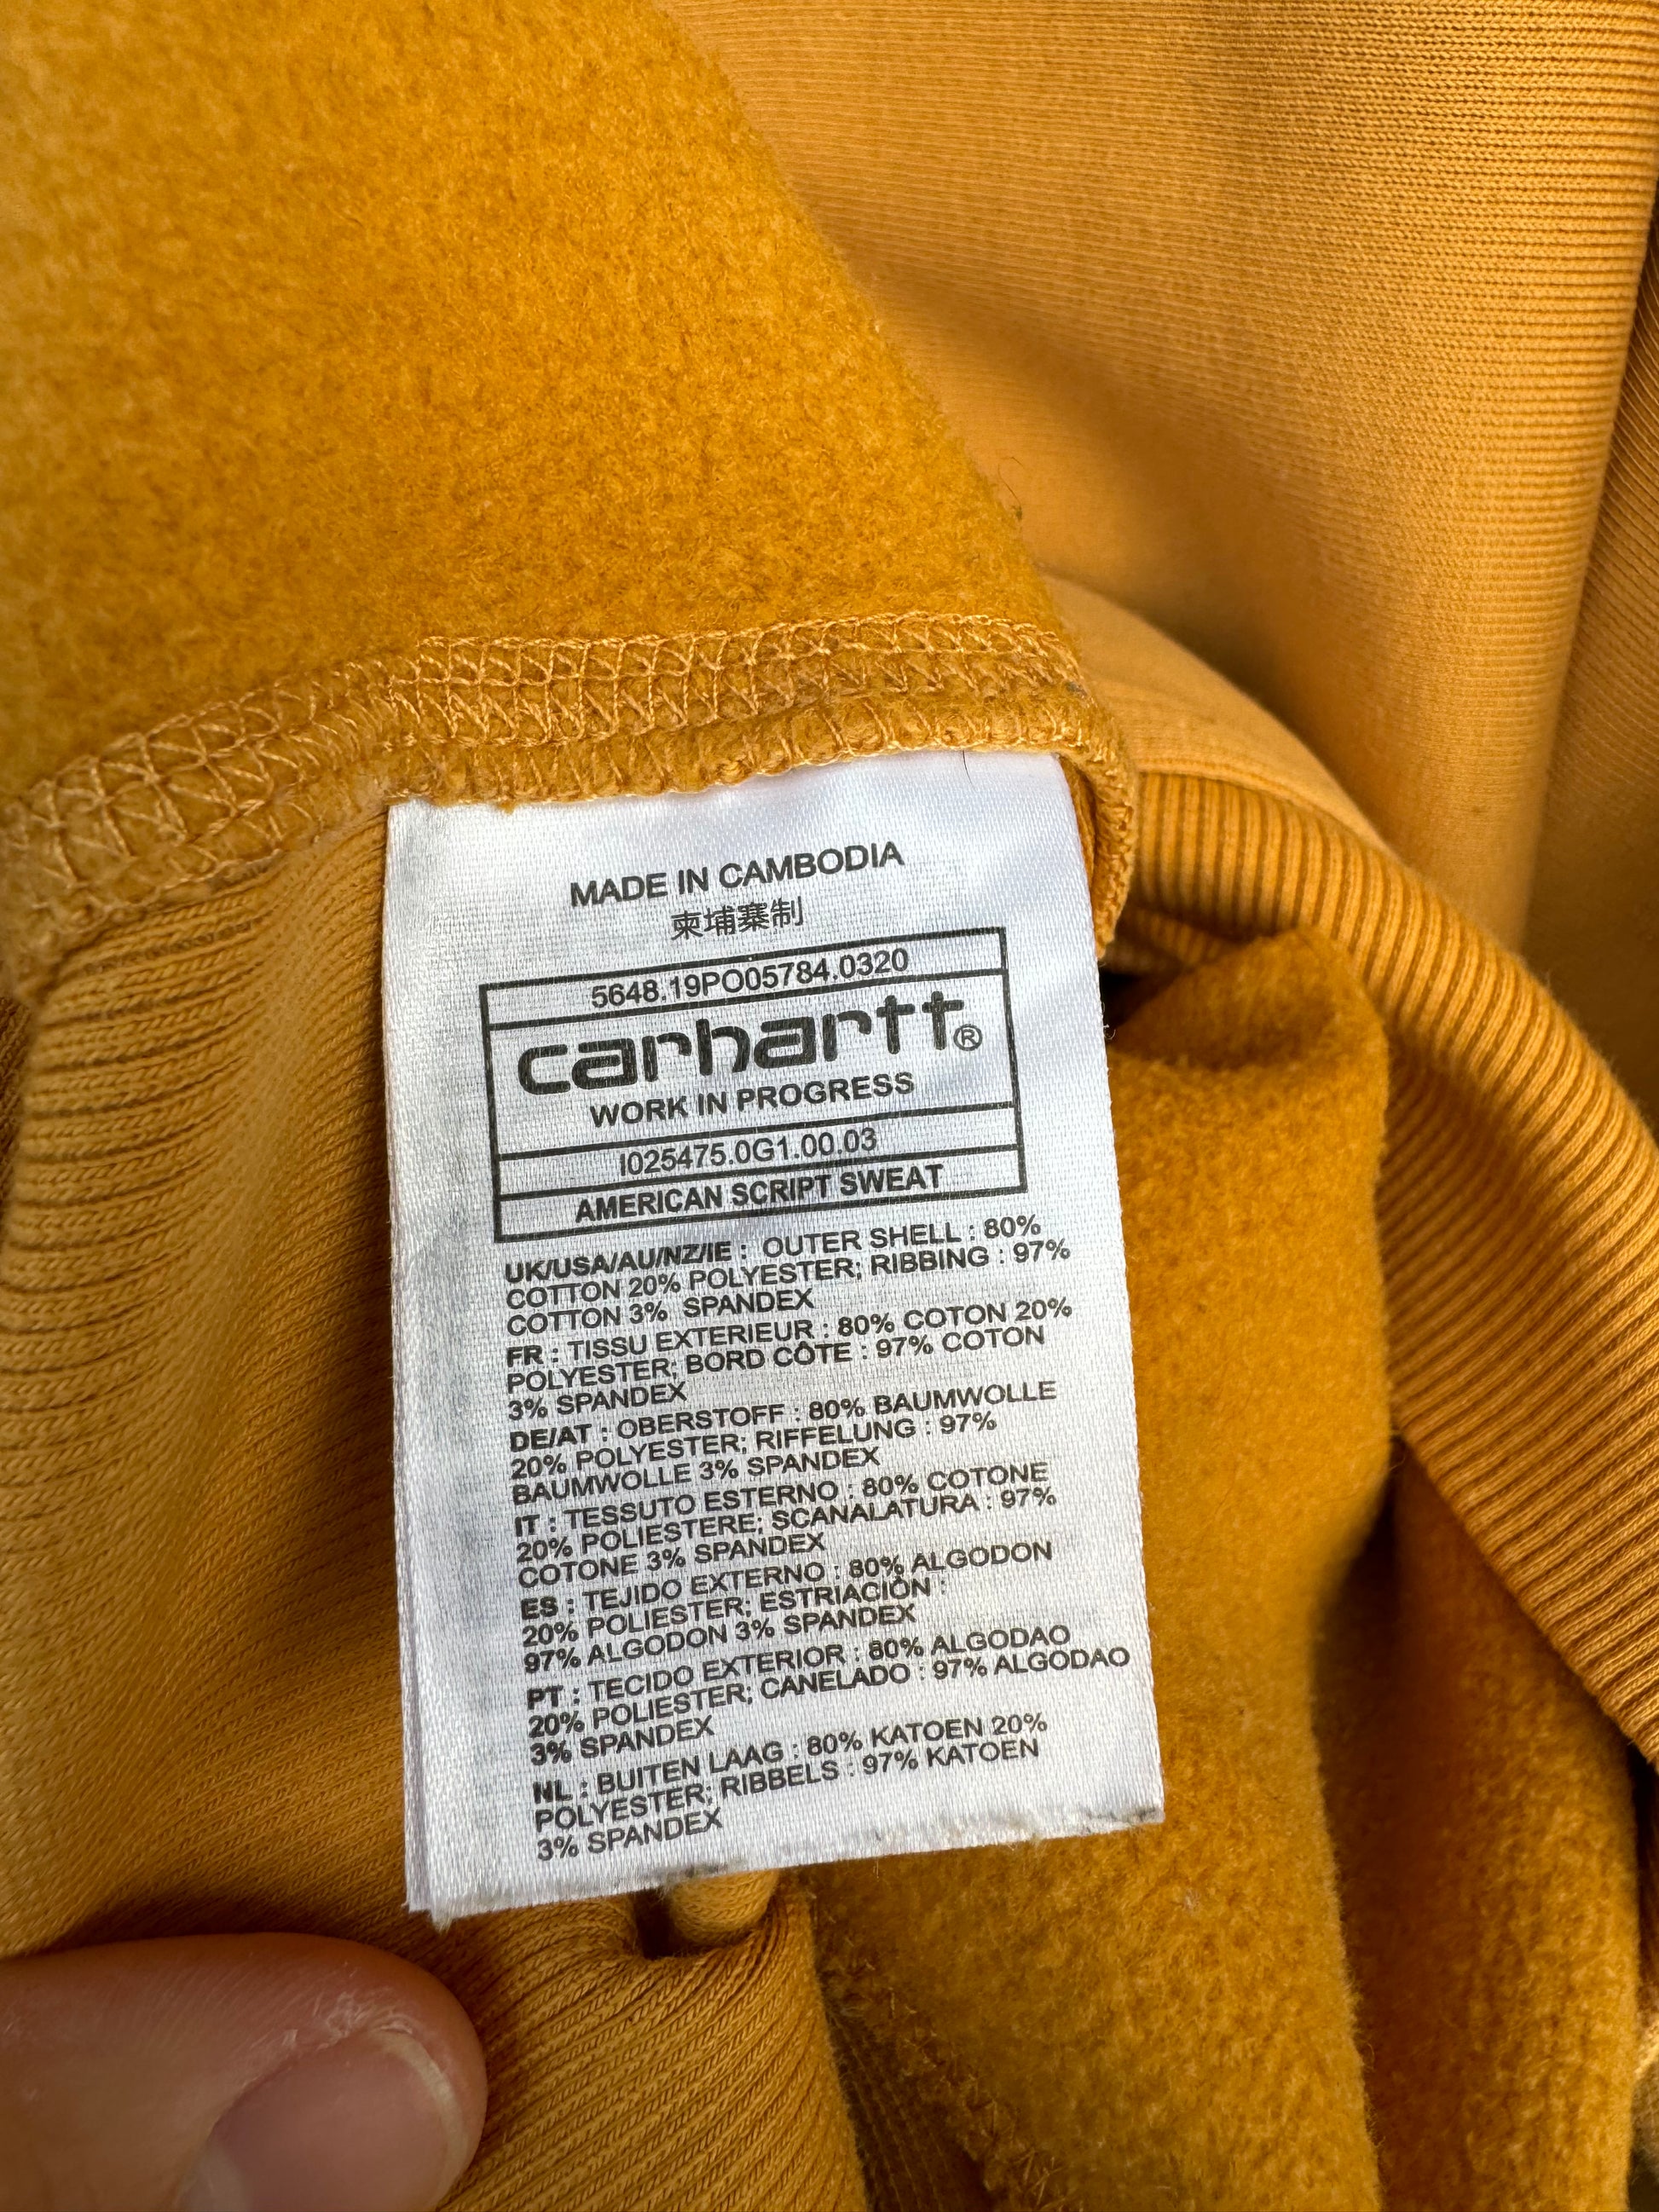 MADE IN CAMBODIA
柬埔寨制
5648.19PO05784.0320
carhartt®
WORK IN PROGRESS
I025475.0G1.00.03
AMERICAN SCRIPT SWEAT
UK/USA/AU/NZ/IE : OUTER SHELL : 80%
COTTON 20% POLYESTER; RIBBING : 97%
COTTON 3% SPANDEX
FR : TISSU EXTERIEUR : 80% COTON 20%
POLYESTER; BORD CÔTE : 97% COTON
3% SPANDEX
DE/AT : OBERSTOFF : 80% BAUMWOLLE
20% POLYESTER; RIFFELUNG : 97%
BAUMWOLLE 3% SPANDEX
IT : TESSUTO ESTERNO : 80% COTONE
20% POLIESTERE; SCANALATURA : 97%
COTONE 3% SPANDEX
ES : TEJIDO EXTERNO : 80% ALGODON
20% POLIESTER; ESTRIACIÓN :
97% ALGODON 3% SPANDEX
PT : TECIDO EXTERIOR : 80% ALGODAO
20% POLIESTER; CANELADO : 97% ALGODAO
3% SPANDEX
NL : BUITEN LAAG : 80% KATOEN 20%
POLYESTER; RIBBELS : 97% KATOEN
3% SPANDEX